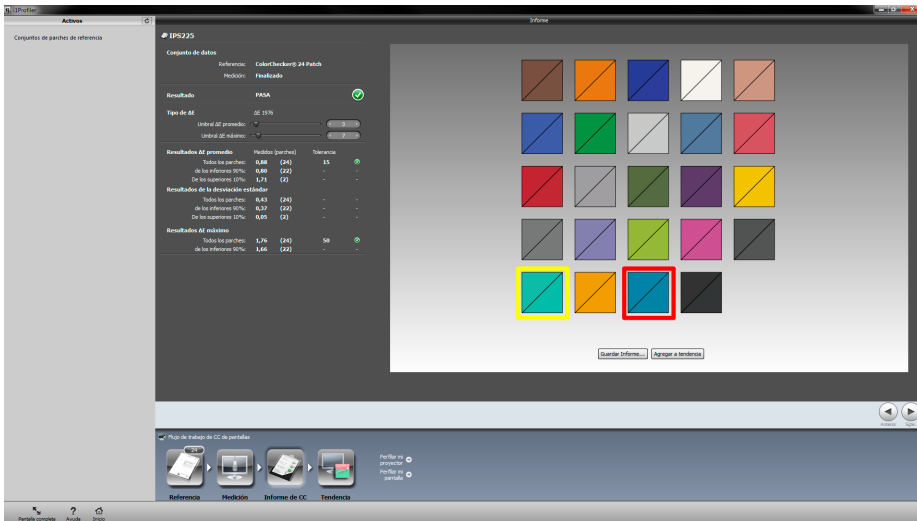 i1Profiler
Activos
Informe
Conjuntos de parches de referencia
IPS225
Conjunto de datos
Referencia: ColorChecker® 24 Patch
Medición: Finalizado
Resultado PASA
Tipo de ΔE ΔE 1976
Umbral ΔE promedio: 3
Umbral ΔE máximo: 7
Resultados ΔE promedio Medidos (parches) Tolerancia
Todos los parches: 0,88 (24) 15
de los inferiores 90%: 0,80 (22) - -
De los superiores 10%: 1,71 (2) - -
Resultados de la desviación estándar
Todos los parches: 0,43 (24) - -
de los inferiores 90%: 0,37 (22) - -
De los superiores 10%: 0,05 (2) - -
Resultados ΔE máximo
Todos los parches: 1,76 (24) 50
de los inferiores 90%: 1,66 (22) - -
Guardar Informe... Agregar a tendencia
Anterior Sgte.
Flujo de trabajo de CC de pantallas
24
Perfilar mi
proyector
Perfilar mi
pantalla
Referencia Medición Informe de CC Tendencia
Pantalla completa Ayuda Inicio